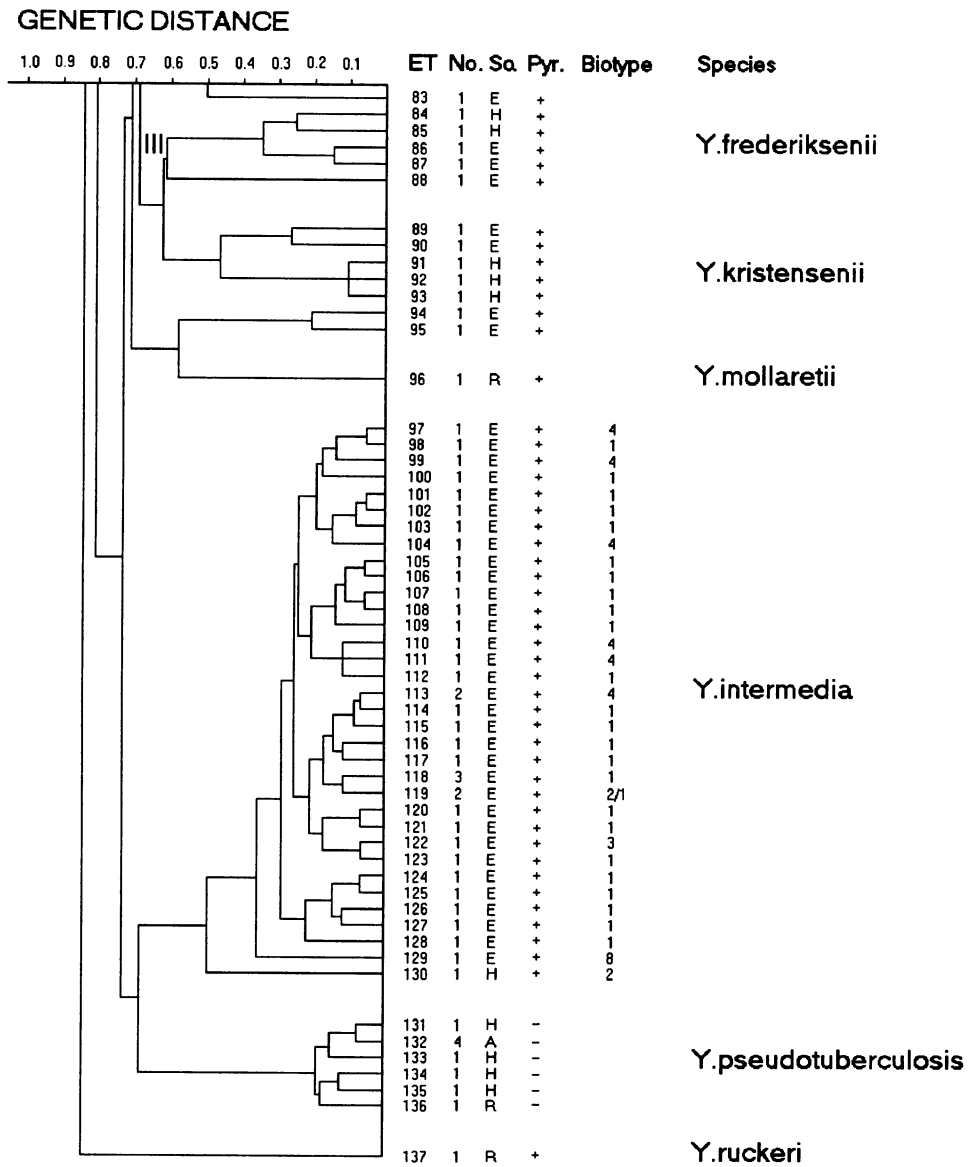 GENETIC DISTANCE
1.0 0.9 0.8 0.7 0.6 0.5 0.4 0.3 0.2 0.1 ET No. So. Pyr. Biotype Species
83 1 E +
84 1 H +
85 1 H +
III
86 1 E + Y.frederiksenii
87 1 E +
88 1 E +
89 1 E +
90 1 E +
91 1 H +
92 1 H + Y.kristensenii
93 1 H +
94 1 E +
95 1 E +
96 1 R + Y.mollaretii
97 1 E + 4
98 1 E + 1
99 1 E + 4
100 1 E + 1
101 1 E + 1
102 1 E + 1
103 1 E + 1
104 1 E + 4
105 1 E + 1
106 1 E + 1
107 1 E + 1
108 1 E + 1
109 1 E + 1
110 1 E + 4
111 1 E + 4
112 1 E + 1
113 2 E + 4 Y.intermedia
114 1 E + 1
115 1 E + 1
116 1 E + 1
117 1 E + 1
118 3 E + 1
119 2 E + 2/1
120 1 E + 1
121 1 E + 1
122 1 E + 3
123 1 E + 1
124 1 E + 1
125 1 E + 1
126 1 E + 1
127 1 E + 1
128 1 E + 1
129 1 E + 8
130 1 H + 2
131 1 H -
132 4 A -
133 1 H - Y.pseudotuberculosis
134 1 H -
135 1 H -
136 1 R -
137 1 R + Y.ruckeri